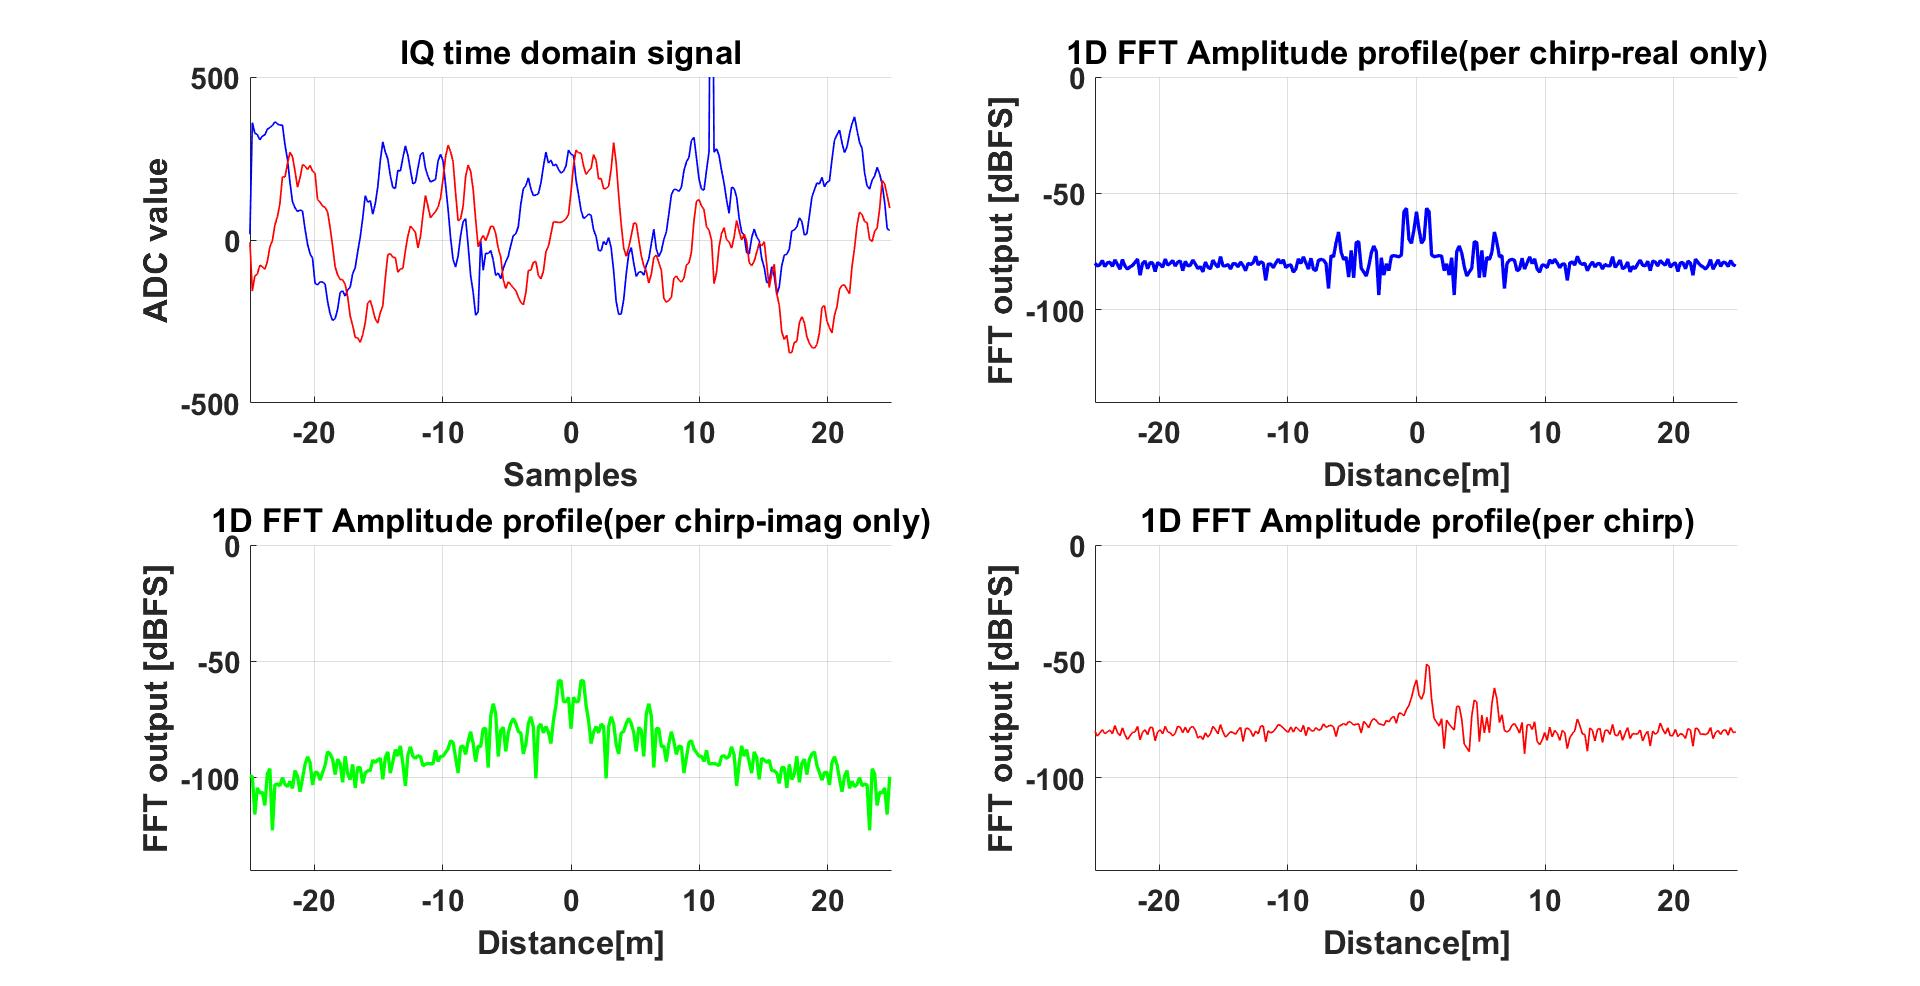 IQ time domain signal
500
0
-500
ADC value
-20 -10 0 10 20
Samples
1D FFT Amplitude profile(per chirp-real only)
0
-50
-100
FFT output [dBFS]
-20 -10 0 10 20
Distance[m]
1D FFT Amplitude profile(per chirp-imag only)
0
-50
-100
FFT output [dBFS]
-20 -10 0 10 20
Distance[m]
1D FFT Amplitude profile(per chirp)
0
-50
-100
FFT output [dBFS]
-20 -10 0 10 20
Distance[m]